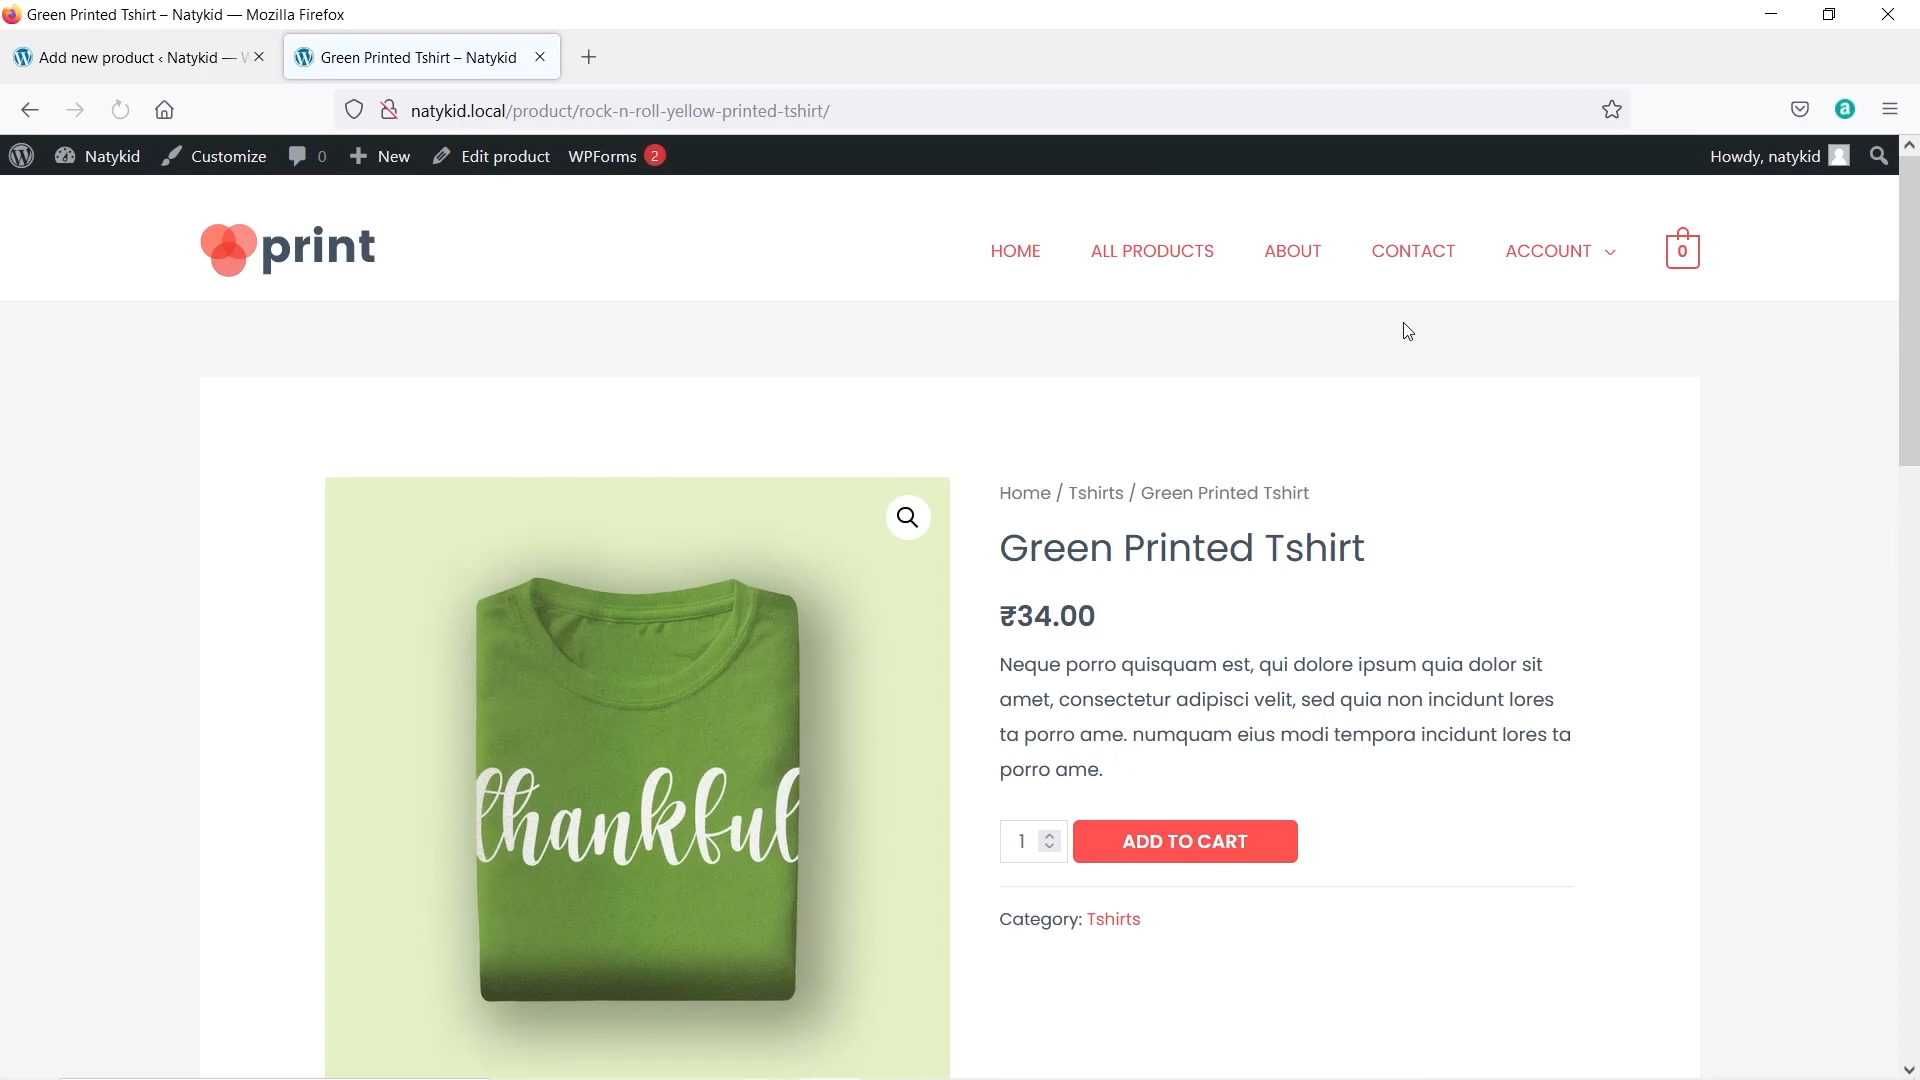 Green Printed Tshirt – Natykid — Mozilla Firefox
Add new product ‹ Natykid —
Green Printed Tshirt – Natykid
natykid.local/product/rock-n-roll-yellow-printed-tshirt/
a
Natykid
Customize
0
New
Edit product
WPForms 2
Howdy, natykid
print
HOME
ALL PRODUCTS
ABOUT
CONTACT
ACCOUNT
0
Home / Tshirts / Green Printed Tshirt
Green Printed Tshirt
₹34.00
Neque porro quisquam est, qui dolore ipsum quia dolor sit
amet, consectetur adipisci velit, sed quia non incidunt lores
ta porro ame. numquam eius modi tempora incidunt lores ta
porro ame.
thankful
1
ADD TO CART
Category: Tshirts